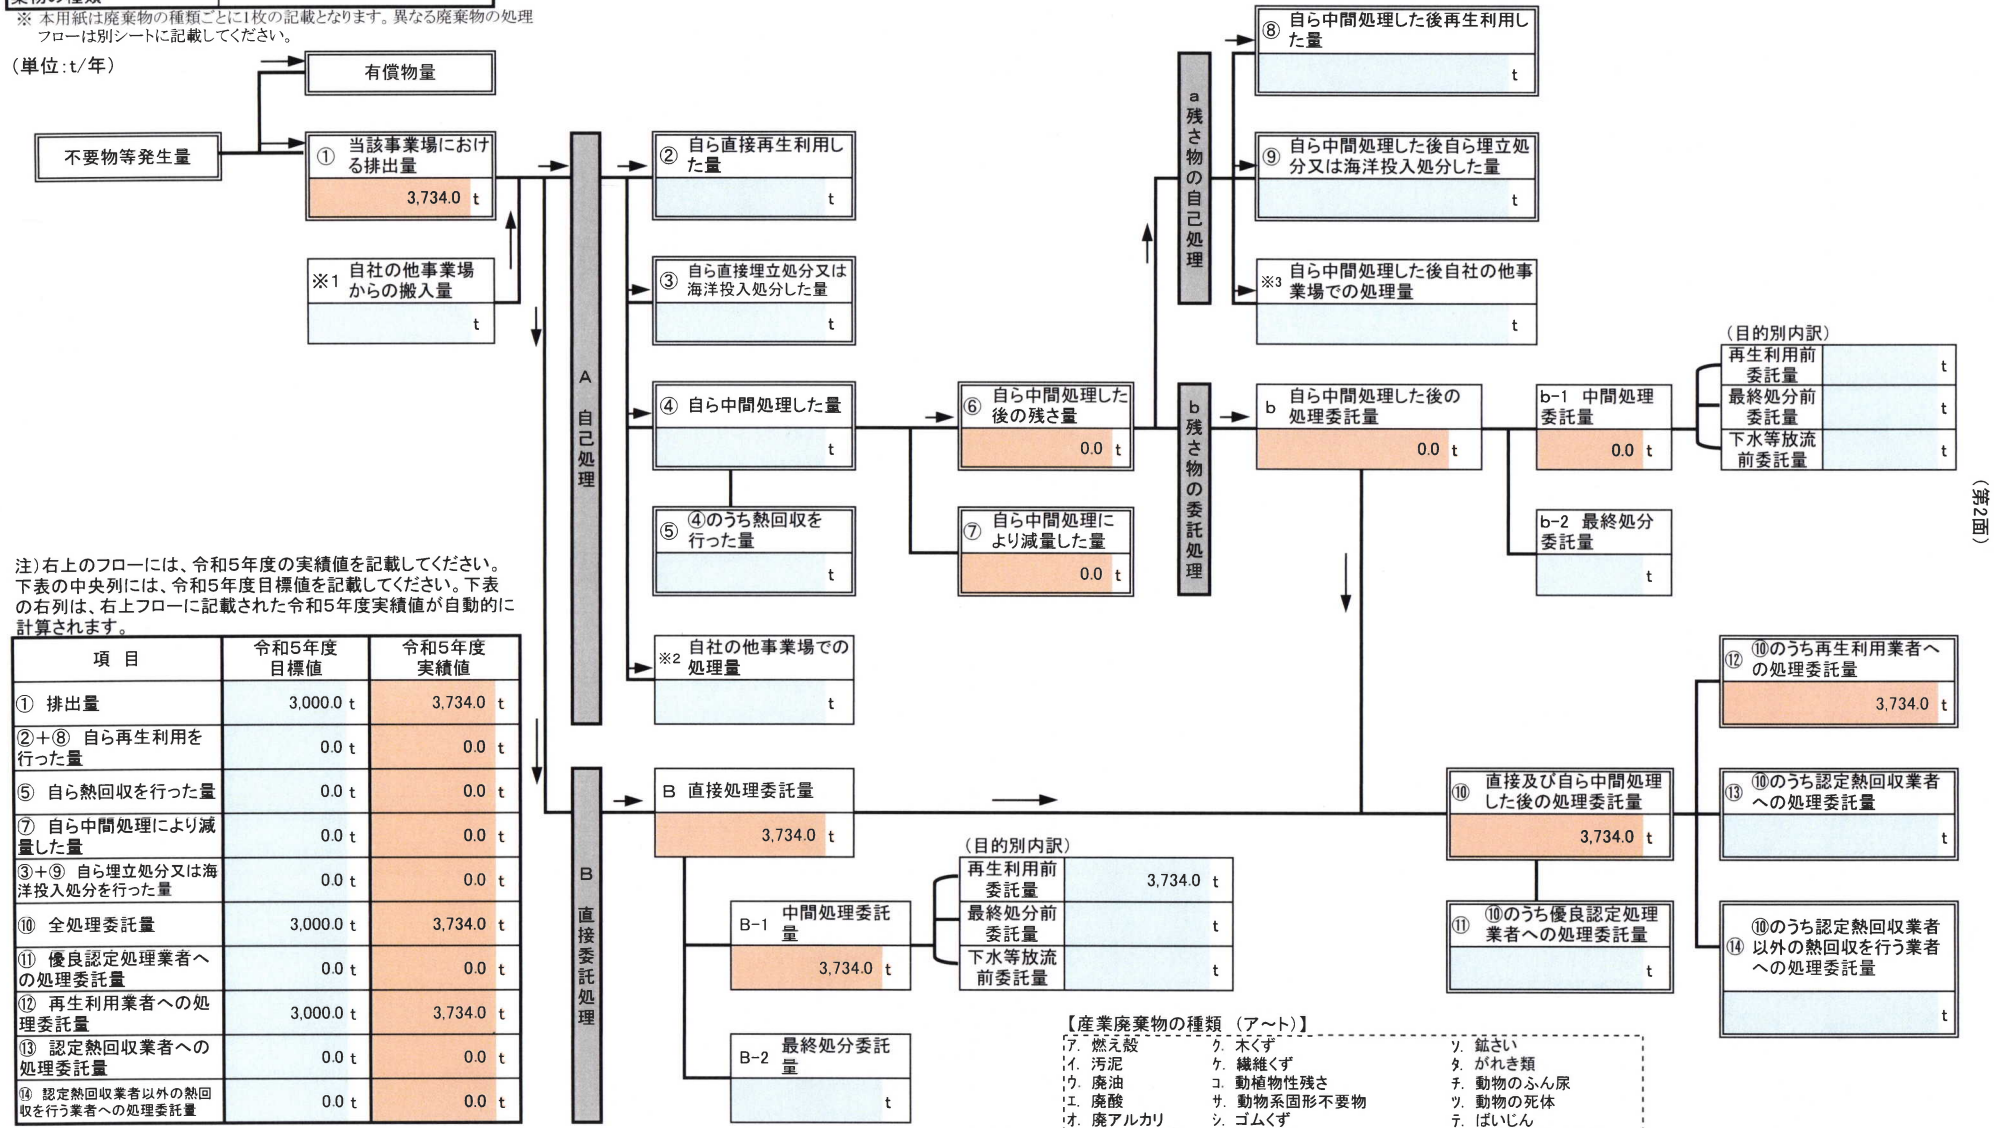 ※ 本用紙は廃棄物の種類ごとに1枚の記載となります。異なる廃棄物の処理
フローは別シートに記載してください。
(単位:t/年)
有償物量
不要物等発生量
① 当該事業場におけ
る排出量
3,734.0 t
※1 自社の他事業場
からの搬入量
t
A 自己処理
② 自ら直接再生利用し
た量
t
③ 自ら直接埋立処分又は
海洋投入処分した量
t
④ 自ら中間処理した量
t
⑤ ④のうち熱回収を
行った量
t
※2 自社の他事業場での
処理量
t
⑥ 自ら中間処理した
後の残さ量
0.0 t
⑦ 自ら中間処理に
より減量した量
0.0 t
a 残さ物の自己処理
⑧ 自ら中間処理した後再生利用し
た量
t
⑨ 自ら中間処理した後自ら埋立処
分又は海洋投入処分した量
t
※3 自ら中間処理した後自社の他事
業場での処理量
t
b 残さ物の委託処理
b 自ら中間処理した後の
処理委託量
0.0 t
b-1 中間処理
委託量
0.0 t
b-2 最終処分
委託量
t
(目的別内訳)
再生利用前
委託量
t
最終処分前
委託量
t
下水等放流
前委託量
t
(第2面)
注)右上のフローには、令和5年度の実績値を記載してください。
下表の中央列には、令和5年度目標値を記載してください。下表
の右列は、右上フローに記載された令和5年度実績値が自動的に
計算されます。
項 目
令和5年度
目標値
令和5年度
実績値
① 排出量 3,000.0 t 3,734.0 t
②+⑧ 自ら再生利用を
行った量 0.0 t 0.0 t
⑤ 自ら熱回収を行った量 0.0 t 0.0 t
⑦ 自ら中間処理により減
量した量 0.0 t 0.0 t
③+⑨ 自ら埋立処分又は海
洋投入処分を行った量 0.0 t 0.0 t
⑩ 全処理委託量 3,000.0 t 3,734.0 t
⑪ 優良認定処理業者へ
の処理委託量 0.0 t 0.0 t
⑫ 再生利用業者への処
理委託量 3,000.0 t 3,734.0 t
⑬ 認定熱回収業者への
処理委託量 0.0 t 0.0 t
⑭ 認定熱回収業者以外の熱回
収を行う業者への処理委託量 0.0 t 0.0 t
B 直接委託処理
B 直接処理委託量
3,734.0 t
B-1 中間処理委託
量
3,734.0 t
B-2 最終処分委託
量
t
(目的別内訳)
再生利用前
委託量
3,734.0 t
最終処分前
委託量
t
下水等放流
前委託量
t
⑩ 直接及び自ら中間処理
した後の処理委託量
3,734.0 t
⑪ ⑩のうち優良認定処理
業者への処理委託量
t
⑫ ⑩のうち再生利用業者へ
の処理委託量
3,734.0 t
⑬ ⑩のうち認定熱回収業者
への処理委託量
t
⑭ ⑩のうち認定熱回収業者
以外の熱回収を行う業者
への処理委託量
t
【産業廃棄物の種類 (ア~ト)】
ア. 燃え殻 ク. 木くず ソ. 鉱さい
イ. 汚泥 ケ. 繊維くず タ. がれき類
ウ. 廃油 コ. 動植物性残さ チ. 動物のふん尿
エ. 廃酸 サ. 動物系固形不要物 ツ. 動物の死体
オ. 廃アルカリ シ. ゴムくず テ. ばいじん